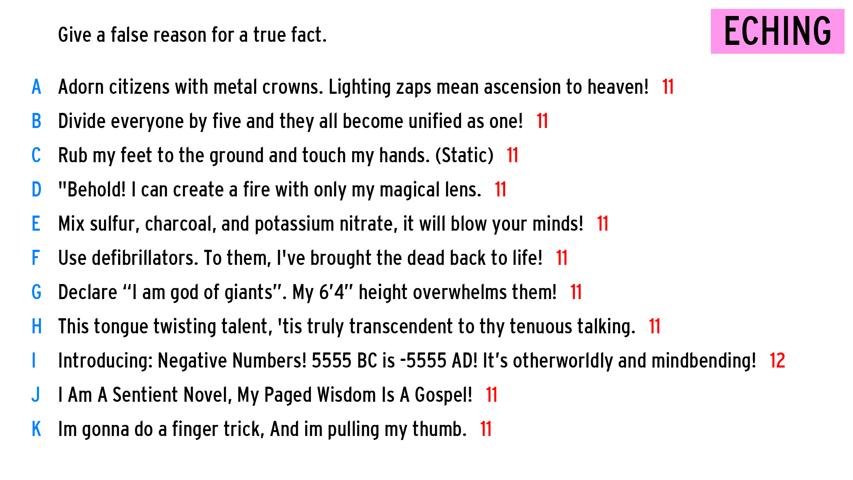 Give a false reason for a true fact.
ECHING
A Adorn citizens with metal crowns. Lighting zaps mean ascension to heaven! 11
B Divide everyone by five and they all become unified as one! 11
C Rub my feet to the ground and touch my hands. (Static) 11
D "Behold! I can create a fire with only my magical lens. 11
E Mix sulfur, charcoal, and potassium nitrate, it will blow your minds! 11
F Use defibrillators. To them, I've brought the dead back to life! 11
G Declare “I am god of giants”. My 6’4” height overwhelms them! 11
H This tongue twisting talent, 'tis truly transcendent to thy tenuous talking. 11
I Introducing: Negative Numbers! 5555 BC is -5555 AD! It’s otherworldly and mindbending! 12
J I Am A Sentient Novel, My Paged Wisdom Is A Gospel! 11
K Im gonna do a finger trick, And im pulling my thumb. 11